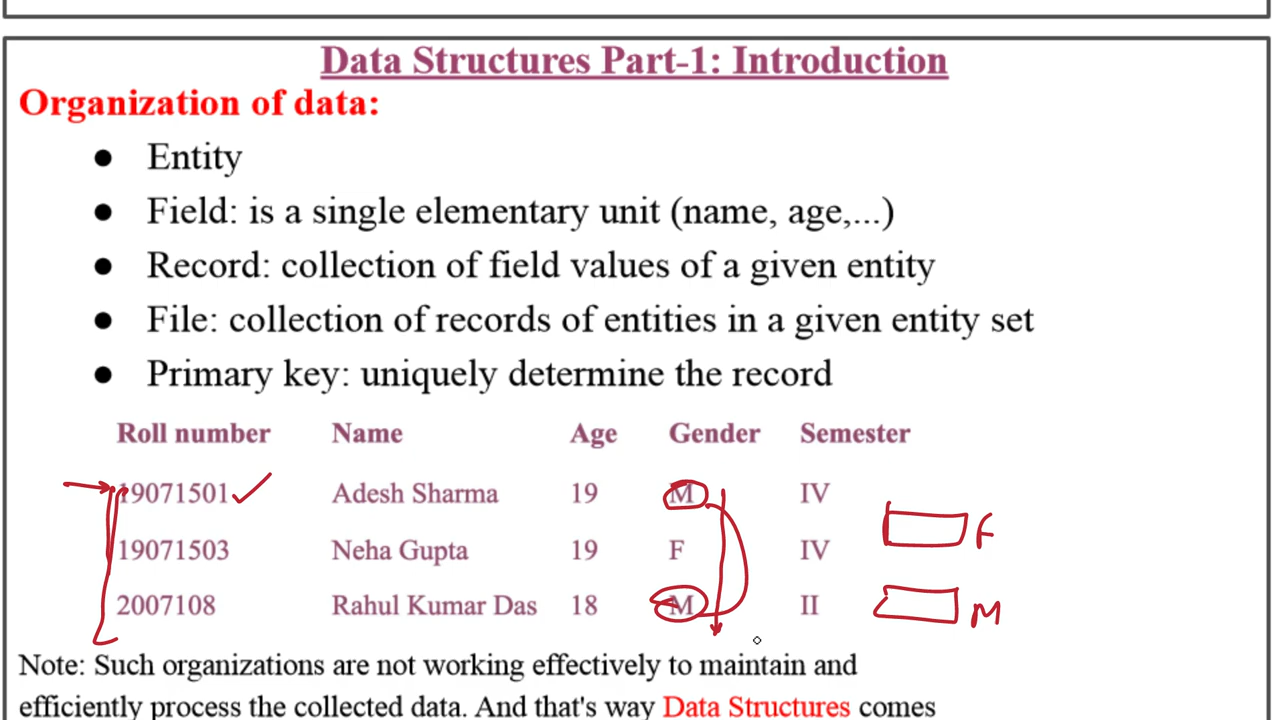 Data Structures Part-1: Introduction
Organization of data:
● Entity
● Field: is a single elementary unit (name, age,...)
● Record: collection of field values of a given entity
● File: collection of records of entities in a given entity set
● Primary key: uniquely determine the record
Roll number Name Age Gender Semester
19071501 Adesh Sharma 19 M IV
F
19071503 Neha Gupta 19 F IV
2007108 Rahul Kumar Das 18 M II
M
Note: Such organizations are not working effectively to maintain and
efficiently process the collected data. And that's way Data Structures comes